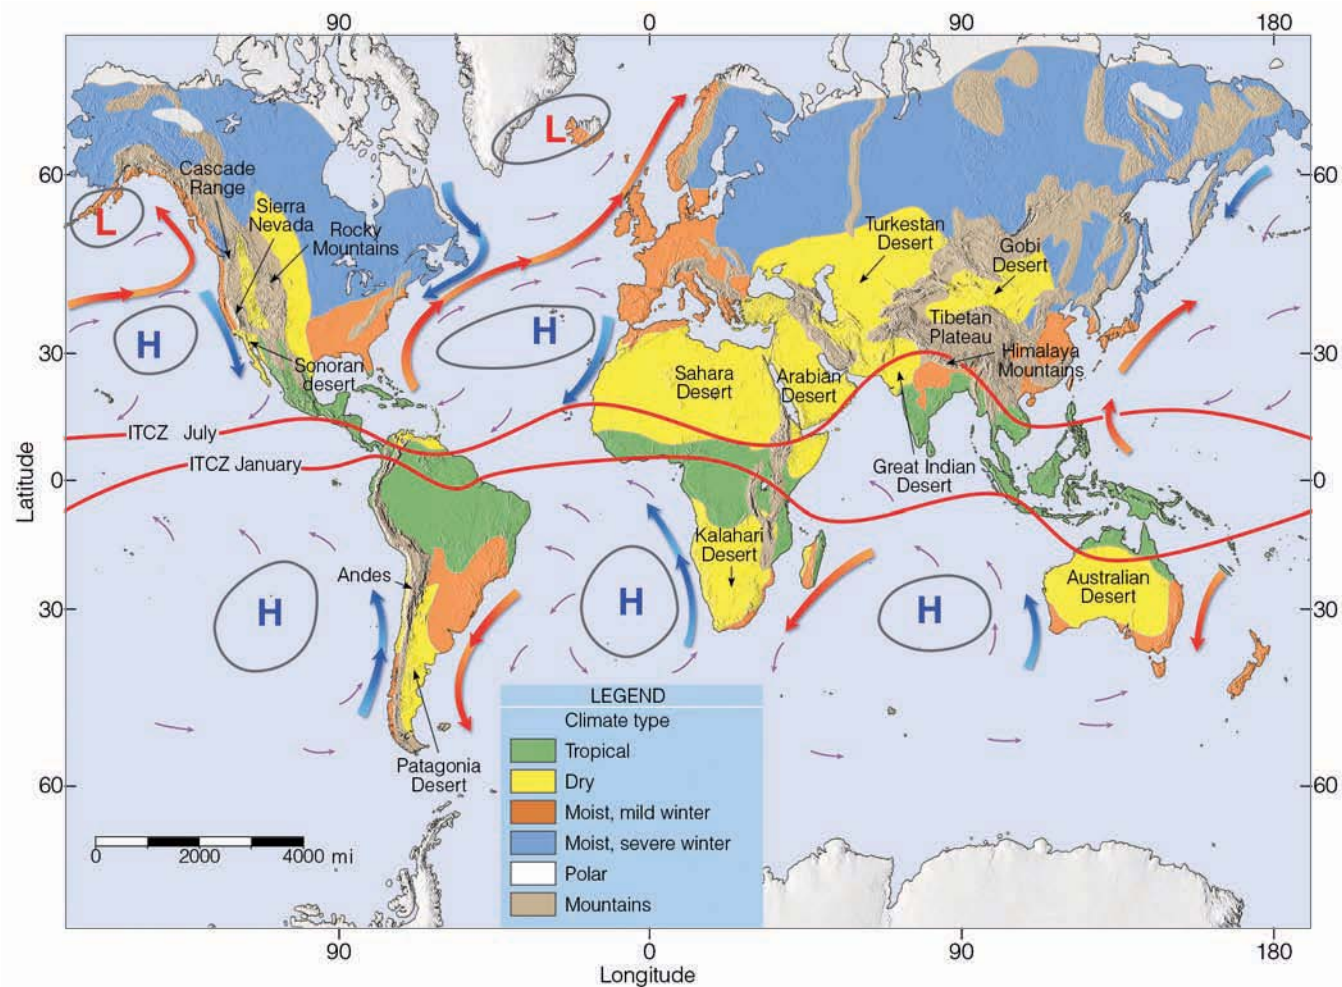 90
0
90
180
L
60
60
Cascade
Range
L
Sierra
Nevada
Rocky
Mountains
Turkestan
Desert
Gobi
Desert
H
H
Tibetan
Plateau
30
30
Himalaya
Mountains
Sonoran
desert
Sahara
Desert
Arabian
Desert
ITCZ July
ITCZ January
Great Indian
Desert
0
0
Latitude
Kalahari
Desert
Andes
Australian
Desert
30
30
H
H
H
LEGEND
Climate type
Tropical
Dry
Moist, mild winter
Moist, severe winter
Polar
Mountains
Patagonia
Desert
60
60
0 2000 4000 mi
90
0
90
180
Longitude